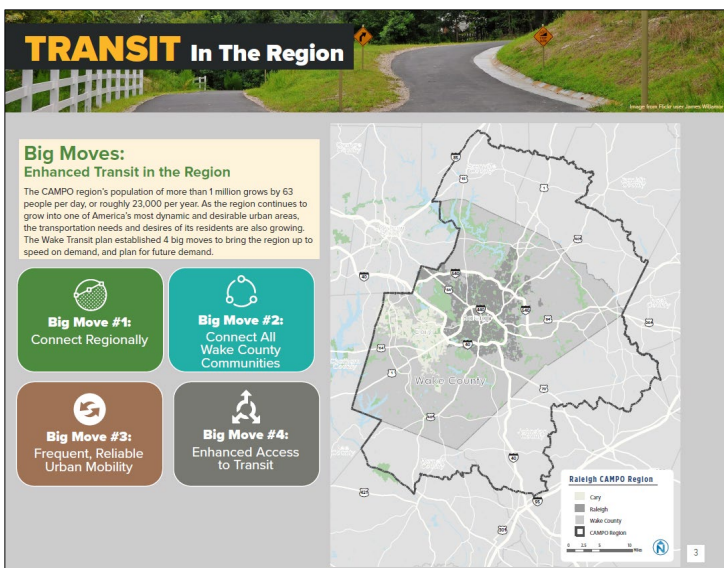 TRANSIT In The Region
Image from Flickr user James Willamor
Big Moves:
Enhanced Transit in the Region
The CAMPO region's population of more than 1 million grows by 63
people per day, or roughly 23,000 per year. As the region continues to
grow into one of America's most dynamic and desirable urban areas,
the transportation needs and desires of its residents are also growing.
The Wake Transit plan established 4 big moves to bring the region up to
speed on demand, and plan for future demand.
Big Move #1:
Connect Regionally
Big Move #2:
Connect All
Wake County
Communities
Big Move #3:
Frequent, Reliable
Urban Mobility
Big Move #4:
Enhanced Access
to Transit
Wake County
Raleigh CAMPO Region
Cary
Raleigh
Wake County
CAMPO Region
0 2.5 5 10
Miles
N
3